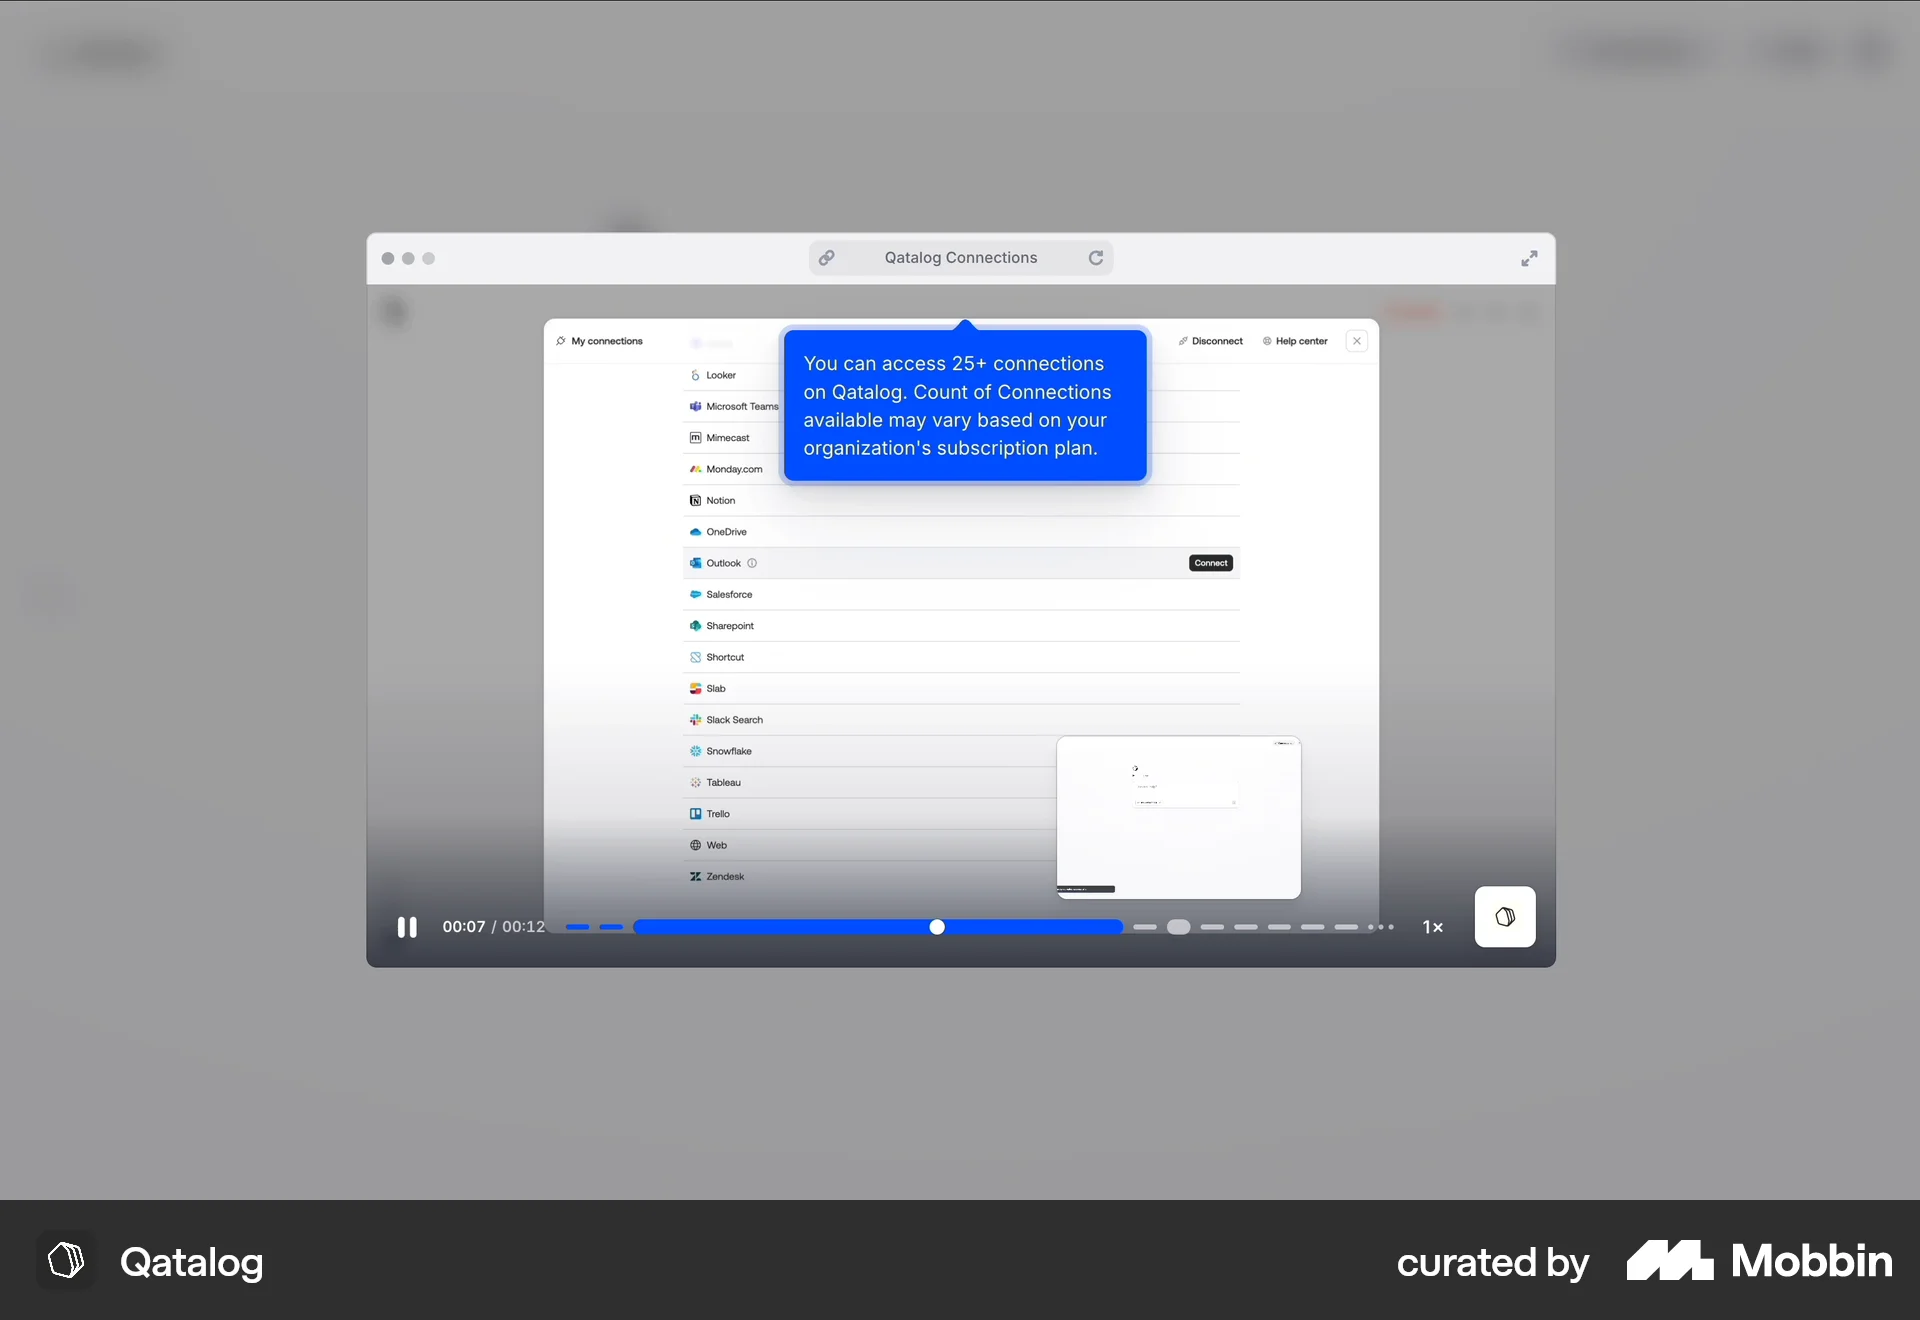 Qatalog Connections
My connections
Disconnect
Help center
You can access 25+ connections
on Qatalog. Count of Connections
available may vary based on your
organization's subscription plan.
Looker
Microsoft Teams
Mimecast
Monday.com
Notion
OneDrive
Outlook
Connect
Salesforce
Sharepoint
Shortcut
Slab
Slack Search
Snowflake
Tableau
Trello
Web
Zendesk
00:07 / 00:12
1×
Qatalog
curated by Mobbin